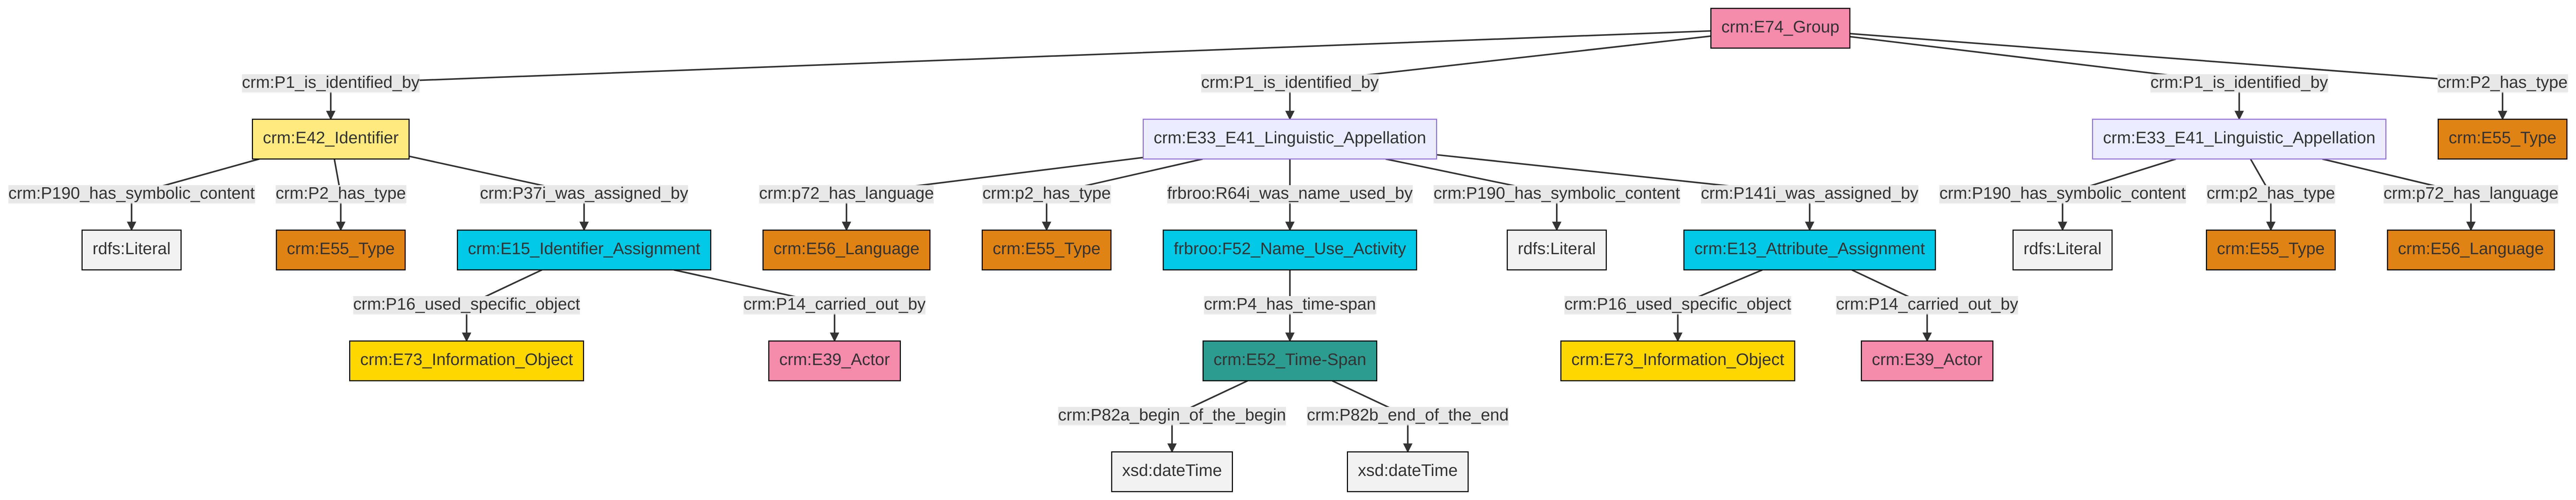 crm:E74_Group
crm:P1_is_identified_by
crm:P1_is_identified_by
crm:P1_is_identified_by
crm:P2_has_type
crm:E42_Identifier
crm:E33_E41_Linguistic_Appellation
crm:E33_E41_Linguistic_Appellation
crm:E55_Type
crm:P190_has_symbolic_content
crm:P2_has_type
crm:P37i_was_assigned_by
crm:p72_has_language
crm:p2_has_type
frbroo:R64i_was_name_used_by
crm:P190_has_symbolic_content
crm:P141i_was_assigned_by
crm:P190_has_symbolic_content
crm:p2_has_type
crm:p72_has_language
rdfs:Literal
crm:E55_Type
crm:E15_Identifier_Assignment
crm:E56_Language
crm:E55_Type
frbroo:F52_Name_Use_Activity
rdfs:Literal
crm:E13_Attribute_Assignment
rdfs:Literal
crm:E55_Type
crm:E56_Language
crm:P16_used_specific_object
crm:P14_carried_out_by
crm:P4_has_time-span
crm:P16_used_specific_object
crm:P14_carried_out_by
crm:E73_Information_Object
crm:E39_Actor
crm:E52_Time-Span
crm:E73_Information_Object
crm:E39_Actor
crm:P82a_begin_of_the_begin
crm:P82b_end_of_the_end
xsd:dateTime
xsd:dateTime